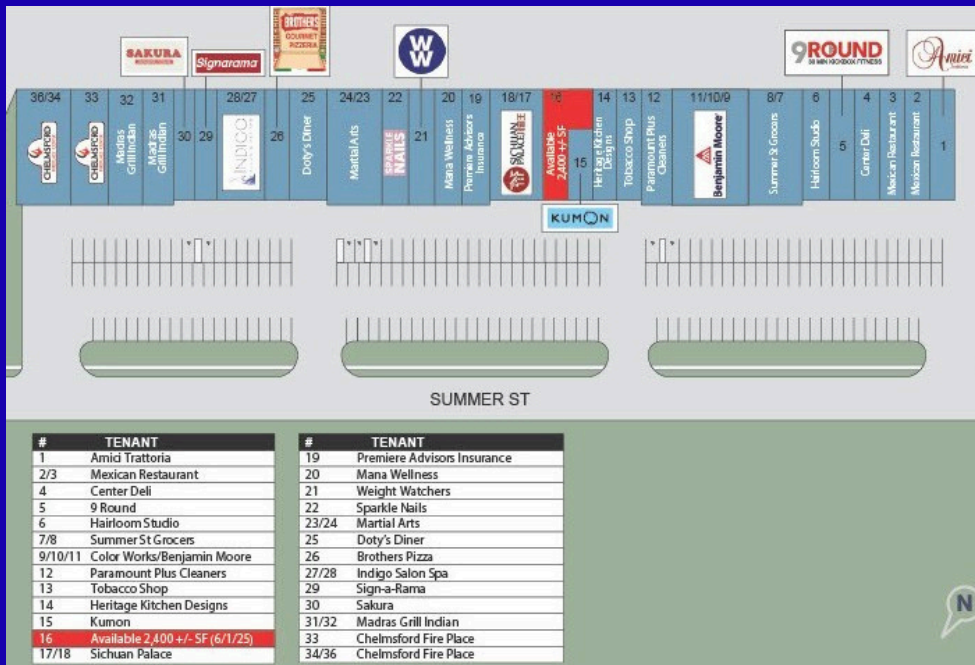 SAKURA
Signarama
BROTHERS
GOURMET
PIZZERIA
W
W
9ROUND
30 MIN KICKBOX FITNESS
Amici
36/34
33
32
31
30
29
28/27
26
25
24/23
22
21
20
19
18/17
16
15
14
13
12
11/10/9
8/7
6
5
4
3
2
1
CHELMSFORD
CHELMSFORD
Madras
Grill Indian
Madras
Grill Indian
INDIGO
Doty's Diner
Martial Arts
SPARKLE
NAILS
Mana Wellness
Premiere Advisors
Insurance
SICHUAN
PALACE
Available
2,400 +/- SF
Heritage Kitchen
Designs
Tobacco Shop
Paramount Plus
Cleaners
Benjamin Moore
Summer St Grocers
Hairloom Studio
Center Deli
Mexican Restaurant
Mexican Restaurant
KUMON
SUMMER ST
# TENANT
1 Amici Trattoria
2/3 Mexican Restaurant
4 Center Deli
5 9 Round
6 Hairloom Studio
7/8 Summer St Grocers
9/10/11 Color Works/Benjamin Moore
12 Paramount Plus Cleaners
13 Tobacco Shop
14 Heritage Kitchen Designs
15 Kumon
16 Available 2,400 +/- SF (6/1/25)
17/18 Sichuan Palace
# TENANT
19 Premiere Advisors Insurance
20 Mana Wellness
21 Weight Watchers
22 Sparkle Nails
23/24 Martial Arts
25 Doty's Diner
26 Brothers Pizza
27/28 Indigo Salon Spa
29 Sign-a-Rama
30 Sakura
31/32 Madras Grill Indian
33 Chelmsford Fire Place
34/36 Chelmsford Fire Place
N